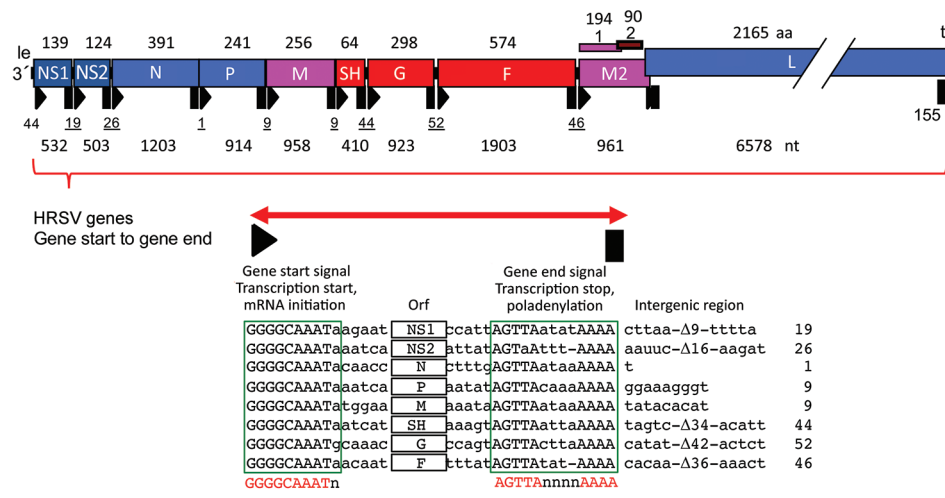 194 90
139 124 391 241 256 64 298 574 1 2 2165 aa t
le
3´ NS1 NS2 N P M SH G F M2 L
44 19 26 1 9 9 44 52 46 155
532 503 1203 914 958 410 923 1903 961 6578 nt
HRSV genes
Gene start to gene end
Gene start signal Gene end signal
Transcription start, Transcription stop,
mRNA initiation Orf poladenylation Intergenic region
GGGGCAAATaagaat NS1 ccattAGTTAatatAAAA cttaa-Δ9-tttta 19
GGGGCAAATaaatca NS2 attatAGTaAttt-AAAA aauuc-Δ16-aagat 26
GGGGCAAATacaacc N ctttgAGTTAataaAAAA t 1
GGGGCAAATaaatca P aatatAGTTAcaaaAAAA ggaaagggt 9
GGGGCAAATatggaa M aaataAGTTAataaAAAA tatacacat 9
GGGGCAAATaatcat SH aaagtAGTTAattaAAAA tagtc-Δ34-acatt 44
GGGGCAAATgcaaac G ccagtAGTTActtaAAAA catat-Δ42-actct 52
GGGGCAAATaacaat F tttatAGTTAtat-AAAA cacaa-Δ36-aaact 46
GGGGCAAATn AGTTAnnnnAAAA